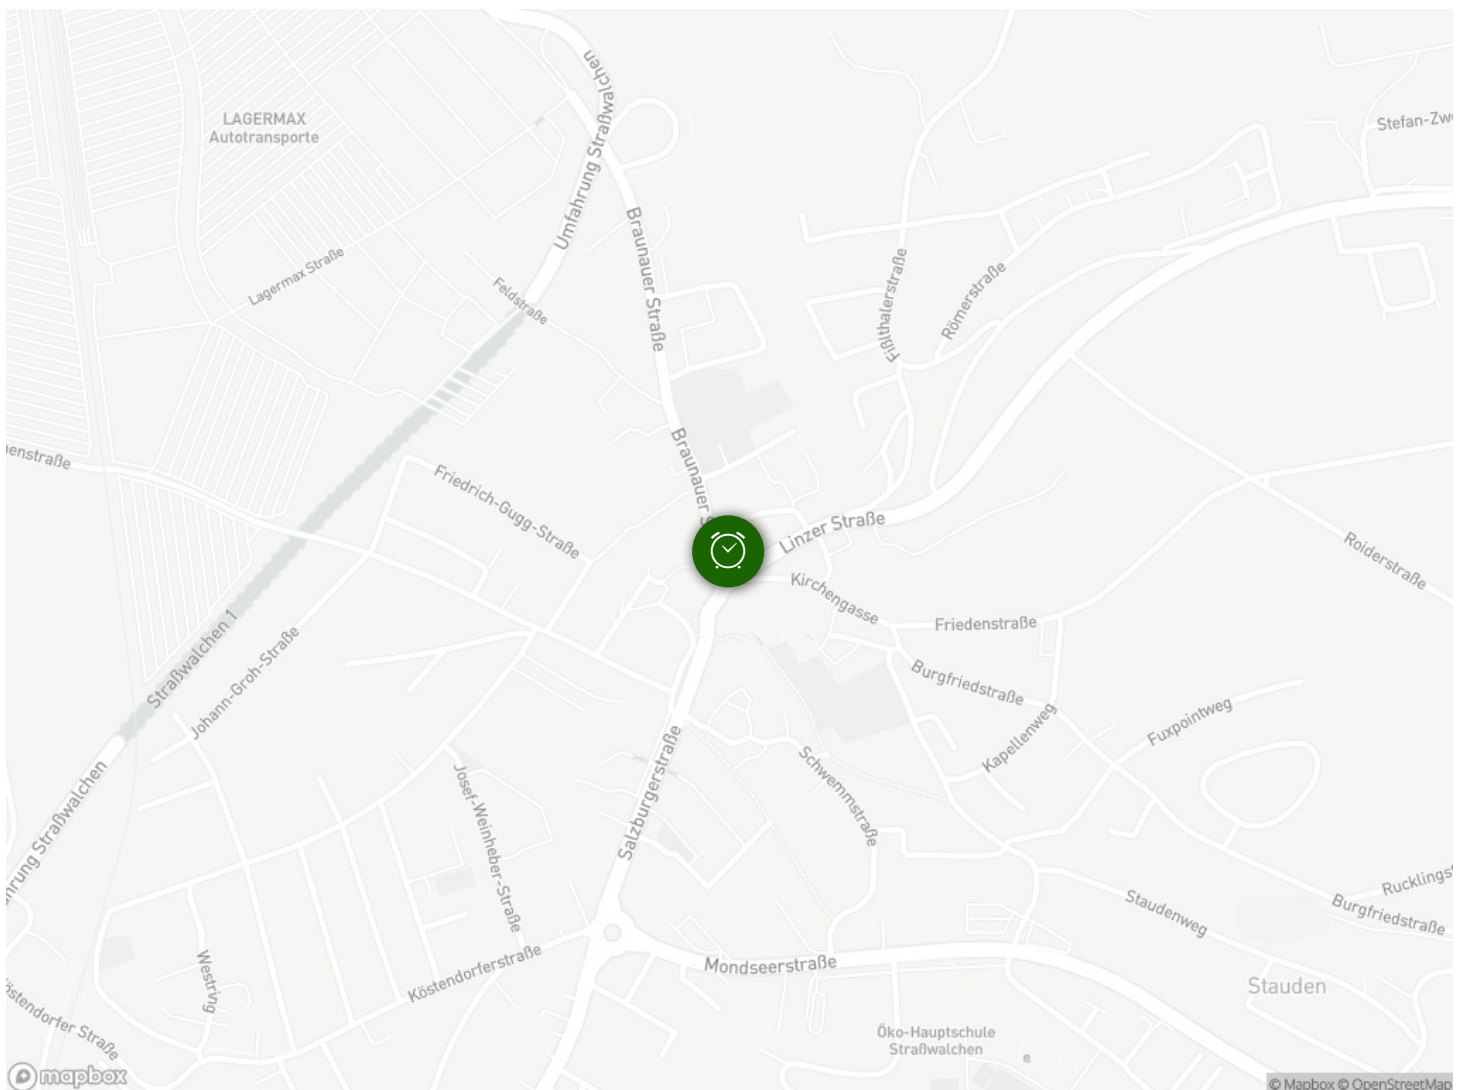 Umfahrung Straßwalchen
LAGERMAX
Autotransporte
Stefan-Zwe
Braunauer Straße
Lagermax Straße
Feldstraße
Fißlthalerstraße
Römerstraße
enstraße
Friedrich-Gugg-Straße
Braunauer S
Linzer Straße
Roiderstraße
Kirchengasse
Friedenstraße
Straßwalchen 1
Johann-Groh-Straße
Burgfriedstraße
Kapellenweg
Fuxpointweg
Schwemmstraße
Salzburgerstraße
Josef-Weinheber-Straße
hrung Straßwalchen
Rucklings
Burgfriedstraße
Staudenweg
Westring
Köstendorferstraße
Mondseerstraße
Stauden
östendorfer Straße
Öko-Hauptschule
Straßwalchen
mapbox
© Mapbox © OpenStreetMap